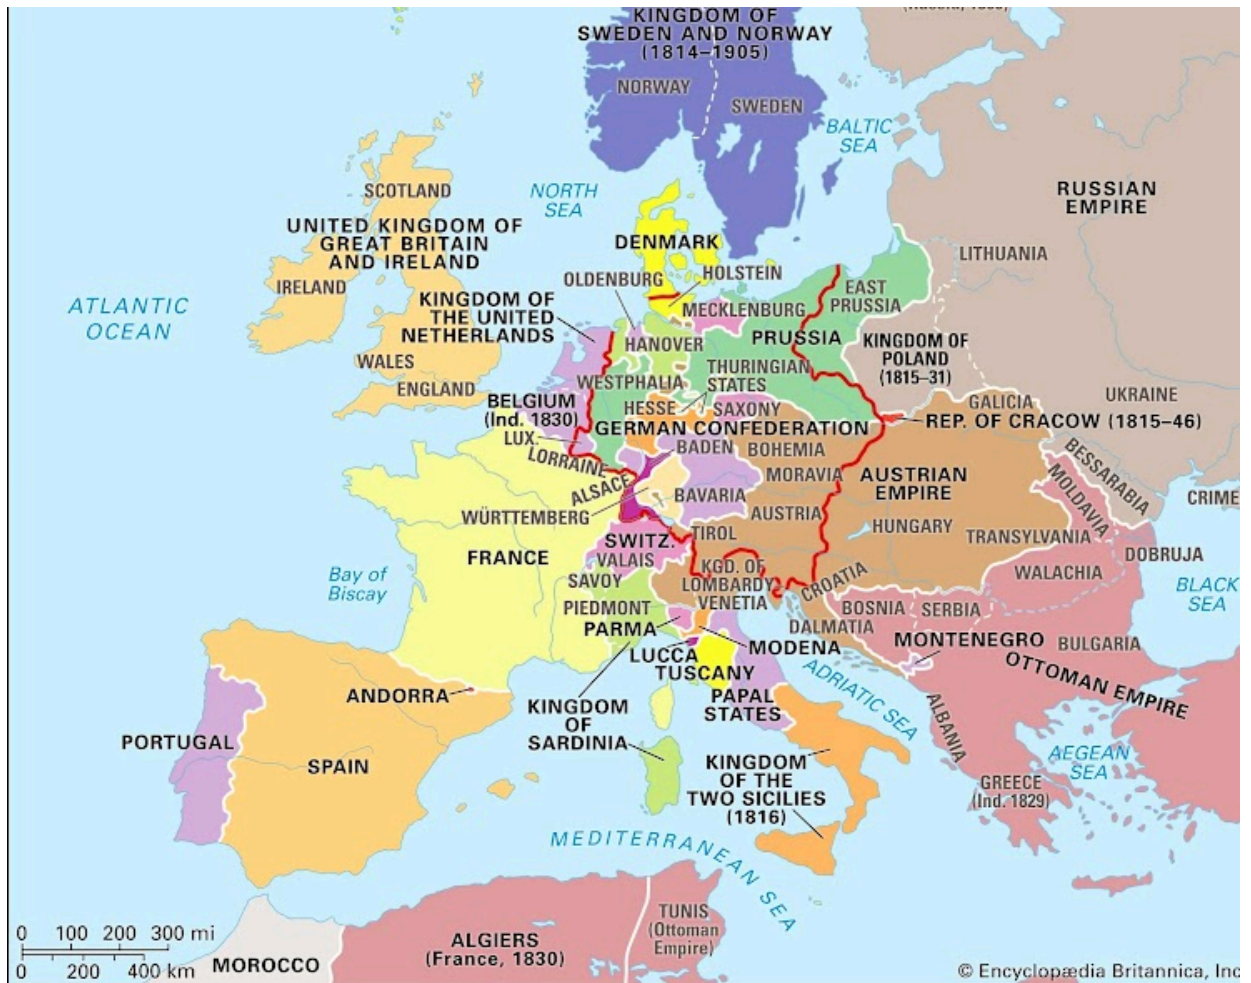 (Russia, 1809)
KINGDOM OF
SWEDEN AND NORWAY
(1814–1905)
NORWAY
SWEDEN
BALTIC
SEA
RUSSIAN
EMPIRE
SCOTLAND
NORTH
SEA
UNITED KINGDOM OF
GREAT BRITAIN
AND IRELAND
IRELAND
DENMARK
LITHUANIA
OLDENBURG
HOLSTEIN
EAST
PRUSSIA
ATLANTIC
OCEAN
KINGDOM OF
THE UNITED
NETHERLANDS
MECKLENBURG
HANOVER
PRUSSIA
KINGDOM OF
POLAND
(1815–31)
WALES
ENGLAND
WESTPHALIA
THURINGIAN
STATES
UKRAINE
BELGIUM
(Ind. 1830)
HESSE
SAXONY
GALICIA
GERMAN CONFEDERATION
REP. OF CRACOW (1815–46)
LUX.
LORRAINE
BADEN
BOHEMIA
BESSARABIA
ALSACE
MORAVIA
AUSTRIAN
EMPIRE
MOLDAVIA
CRIME
WÜRTTEMBERG
BAVARIA
AUSTRIA
HUNGARY
TRANSYLVANIA
FRANCE
SWITZ.
VALAIS
TIROL
DOBRUJA
Bay of
Biscay
SAVOY
KGD. OF
LOMBARDY
VENETIA
CROATIA
WALACHIA
BLACK
SEA
PIEDMONT
PARMA
DALMATIA
BOSNIA
SERBIA
MODENA
MONTENEGRO
BULGARIA
LUCCA
TUSCANY
ADRIATIC SEA
OTTOMAN EMPIRE
ANDORRA
KINGDOM
OF
SARDINIA
PAPAL
STATES
ALBANIA
PORTUGAL
SPAIN
KINGDOM
OF THE
TWO SICILIES
(1816)
AEGEAN
SEA
GREECE
(Ind. 1829)
MEDITERRANEAN SEA
0 100 200 300 mi
0 200 400 km
MOROCCO
ALGIERS
(France, 1830)
TUNIS
(Ottoman
Empire)
© Encyclopædia Britannica, Inc